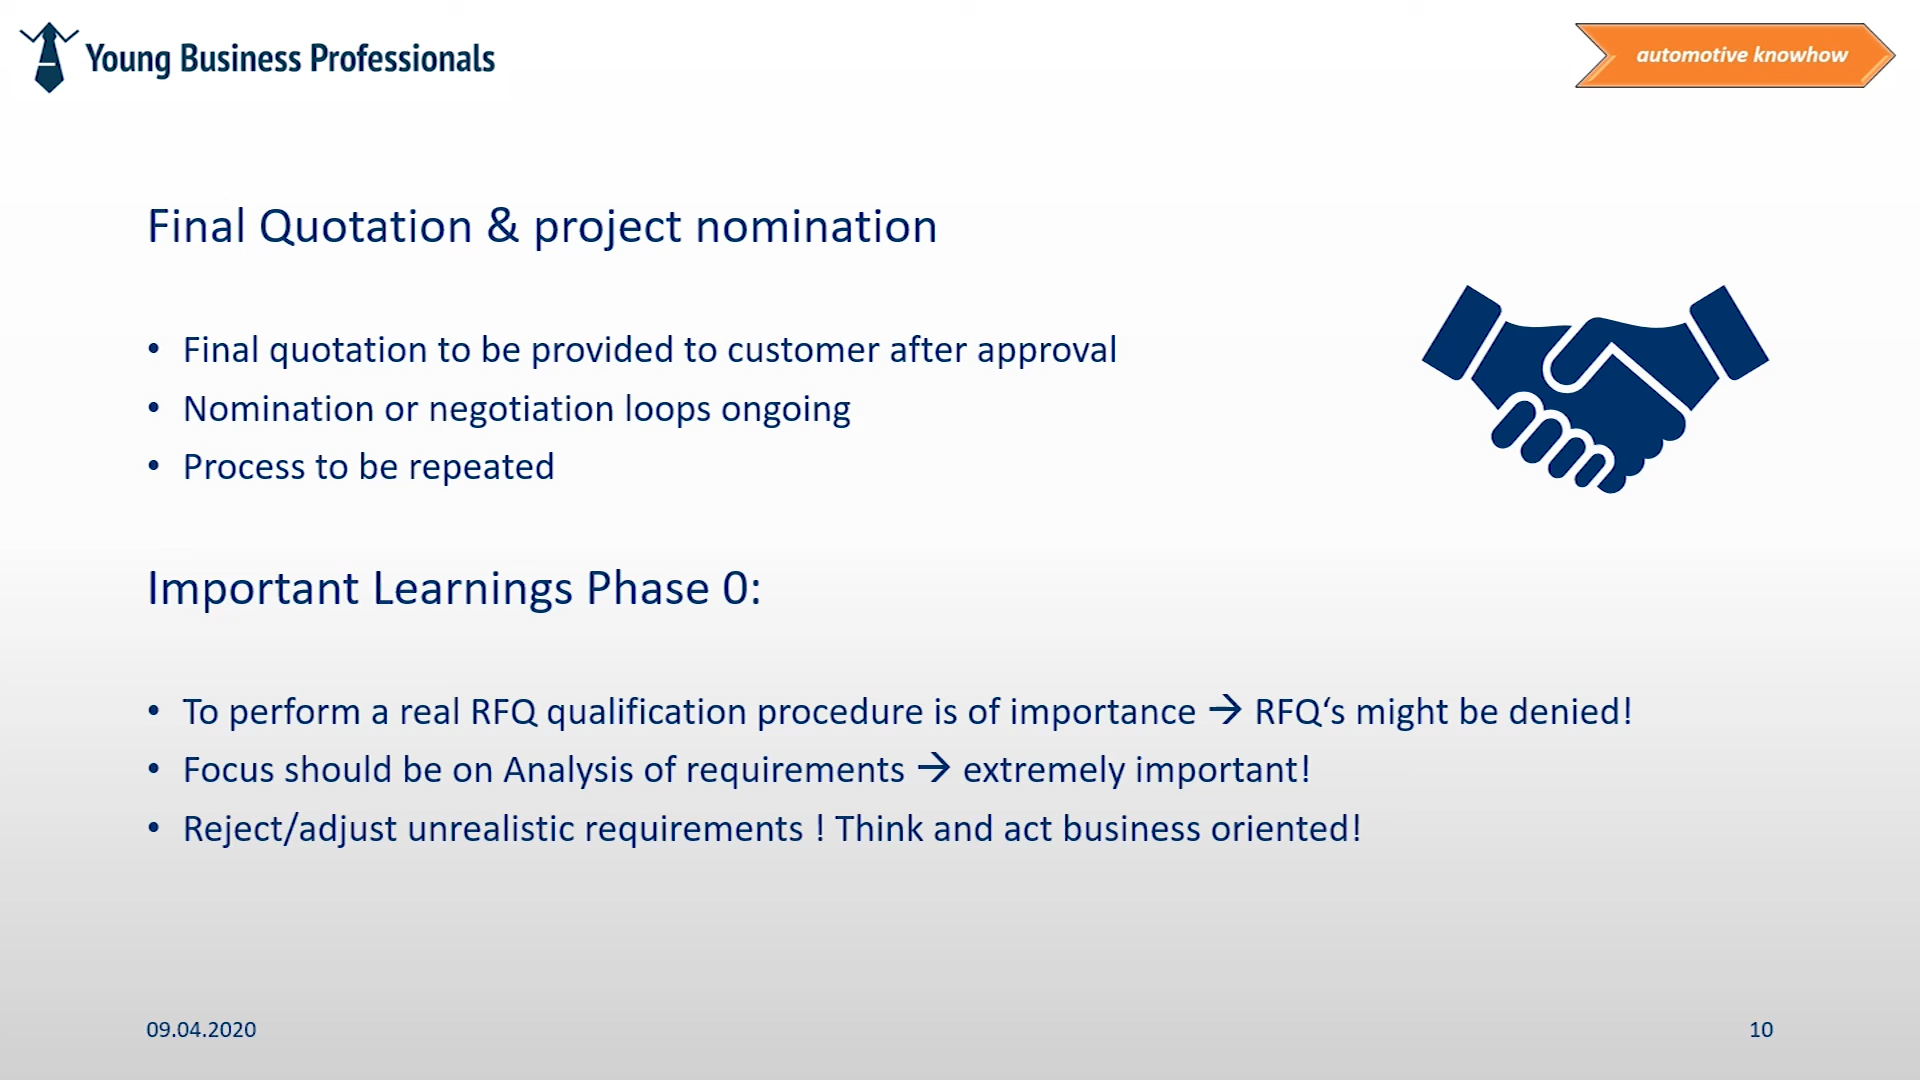 Young Business Professionals
automotive knowhow
Final Quotation & project nomination
• Final quotation to be provided to customer after approval
• Nomination or negotiation loops ongoing
• Process to be repeated
Important Learnings Phase 0:
• To perform a real RFQ qualification procedure is of importance → RFQ‘s might be denied!
• Focus should be on Analysis of requirements → extremely important!
• Reject/adjust unrealistic requirements ! Think and act business oriented!
09.04.2020
10